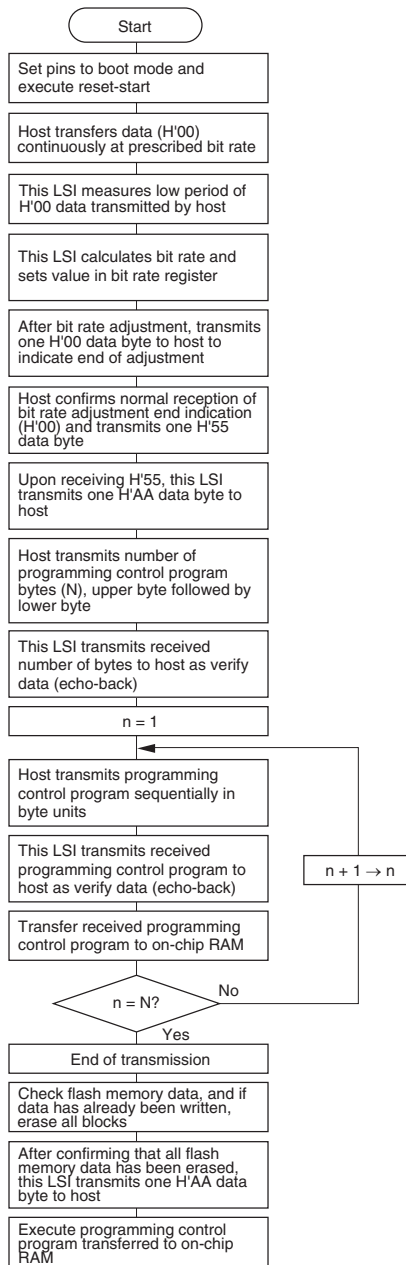 Start
Set pins to boot mode and
execute reset-start
Host transfers data (H'00)
continuously at prescribed bit rate
This LSI measures low period of
H'00 data transmitted by host
This LSI calculates bit rate and
sets value in bit rate register
After bit rate adjustment, transmits
one H'00 data byte to host to
indicate end of adjustment
Host confirms normal reception of
bit rate adjustment end indication
(H'00) and transmits one H'55
data byte
Upon receiving H'55, this LSI
transmits one H'AA data byte to
host
Host transmits number of
programming control program
bytes (N), upper byte followed by
lower byte
This LSI transmits received
number of bytes to host as verify
data (echo-back)
n = 1
Host transmits programming
control program sequentially in
byte units
This LSI transmits received
programming control program to
host as verify data (echo-back)
n + 1 → n
Transfer received programming
control program to on-chip RAM
n = N?
No
Yes
End of transmission
Check flash memory data, and if
data has already been written,
erase all blocks
After confirming that all flash
memory data has been erased,
this LSI transmits one H'AA data
byte to host
Execute programming control
program transferred to on-chip
RAM